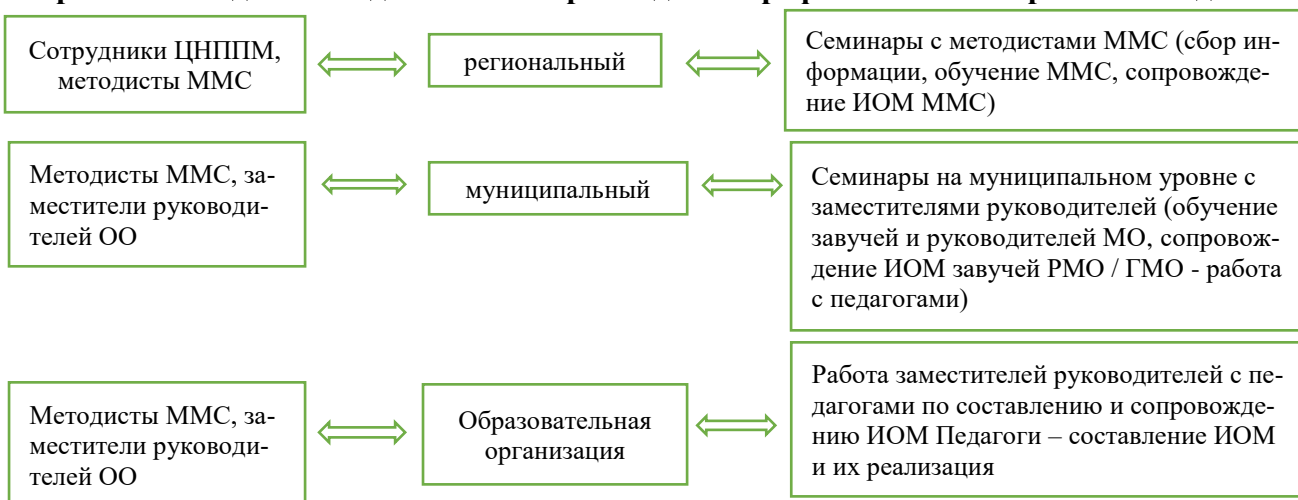 Сотрудники ЦНППМ,
методисты ММС
региональный
Семинары с методистами ММС (сбор ин-
формации, обучение ММС, сопровожде-
ние ИОМ ММС)
Методисты ММС, за-
местители руководи-
телей ОО
муниципальный
Семинары на муниципальном уровне с
заместителями руководителей (обучение
завучей и руководителей МО, сопровож-
дение ИОМ завучей РМО / ГМО - работа
с педагогами)
Методисты ММС, за-
местители руководи-
телей ОО
Образовательная
организация
Работа заместителей руководителей с пе-
дагогами по составлению и сопровожде-
нию ИОМ Педагоги – составление ИОМ
и их реализация